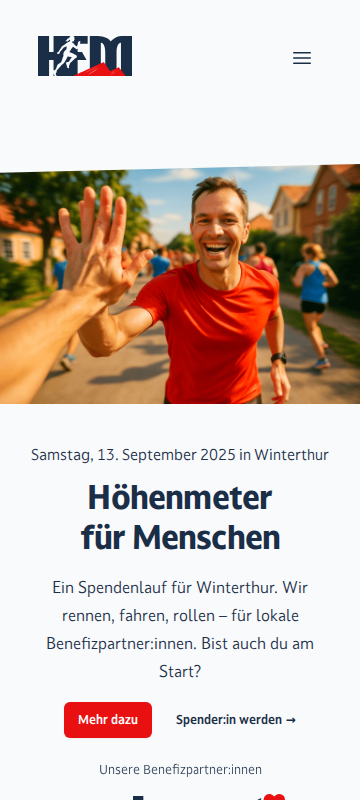 HFM
Samstag, 13. September 2025 in Winterthur
Höhenmeter
für Menschen
Ein Spendenlauf für Winterthur. Wir
rennen, fahren, rollen – für lokale
Benefizpartner:innen. Bist auch du am
Start?
Mehr dazu
Spender:in werden →
Unsere Benefizpartner:innen